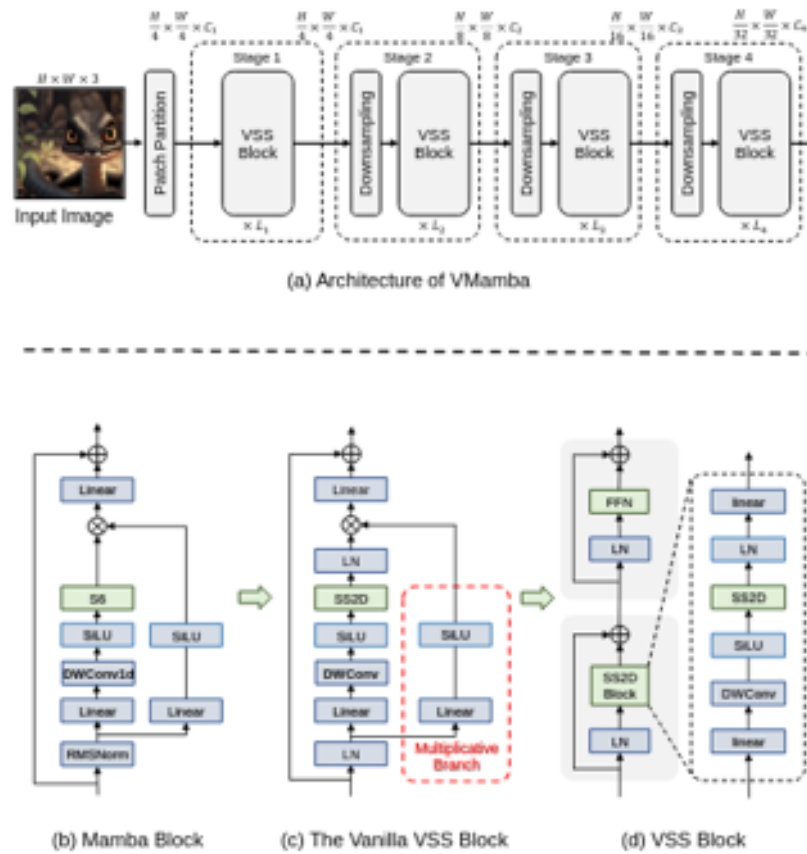 H/4 × W/4 × C₁
H/4 × W/4 × C₁
H/8 × W/8 × C₂
H/16 × W/16 × C₃
H/32 × W/32 × C₄
H × W × 3
Stage 1
Stage 2
Stage 3
Stage 4
Input Image
Patch Partition
VSS Block
× L₁
Downsampling
VSS Block
× L₂
Downsampling
VSS Block
× L₃
Downsampling
VSS Block
× L₄
(a) Architecture of VMamba
Linear
S6
SiLU
SiLU
DWConv1d
Linear
Linear
RMSNorm
(b) Mamba Block
Linear
LN
SS2D
SiLU
SiLU
DWConv
Linear
Linear
LN
Multiplicative
Branch
(c) The Vanilla VSS Block
FFN
LN
SS2D
Block
LN
linear
LN
SS2D
SiLU
DWConv
linear
(d) VSS Block